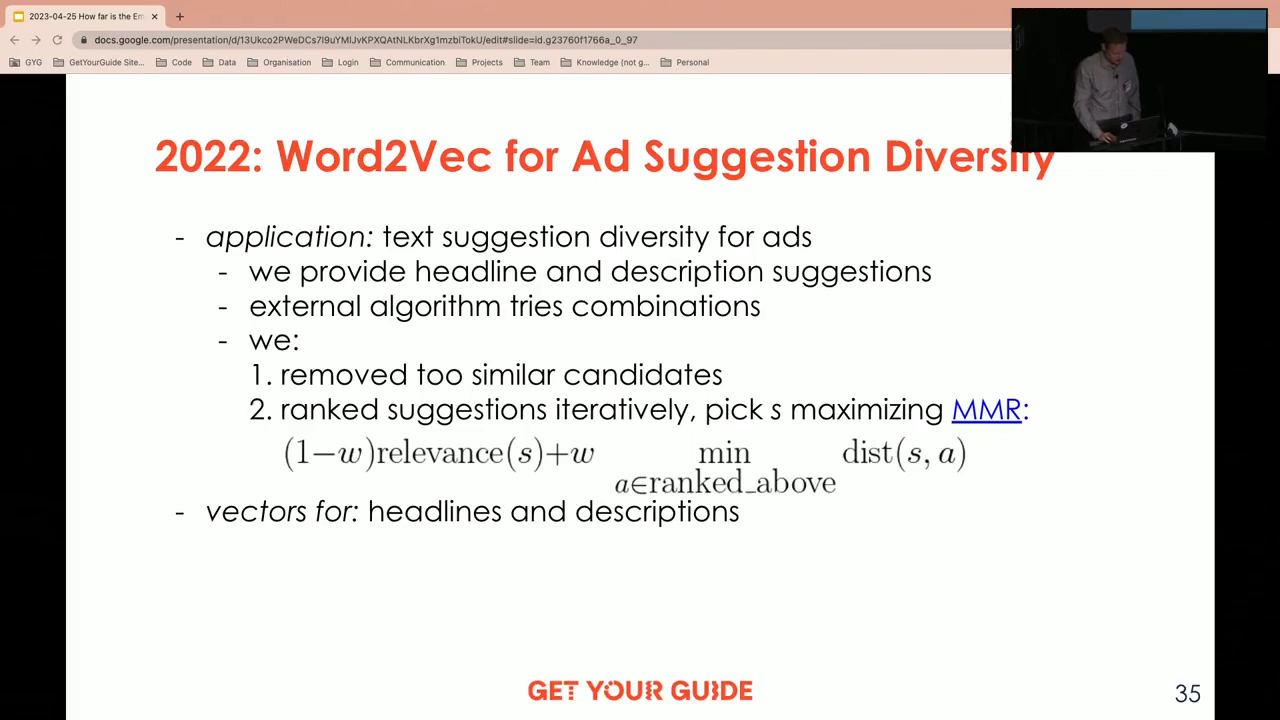 2023-04-25 How far is the Em
docs.google.com/presentation/d/13Ukco2PWeDCs7I9uYMIJvKPXQAtNLKbrXg1mzblTokU/edit#slide=id.g23760f1766a_0_97
GYG GetYourGuide Site... Code Data Organisation Login Communication Projects Team Knowledge (not g... Personal
2022: Word2Vec for Ad Suggestion Diversity
- application: text suggestion diversity for ads
- we provide headline and description suggestions
- external algorithm tries combinations
- we:
1. removed too similar candidates
2. ranked suggestions iteratively, pick s maximizing MMR:
(1−w)relevance(s)+w min dist(s, a)
a∈ranked_above
- vectors for: headlines and descriptions
GET YOUR GUIDE
35